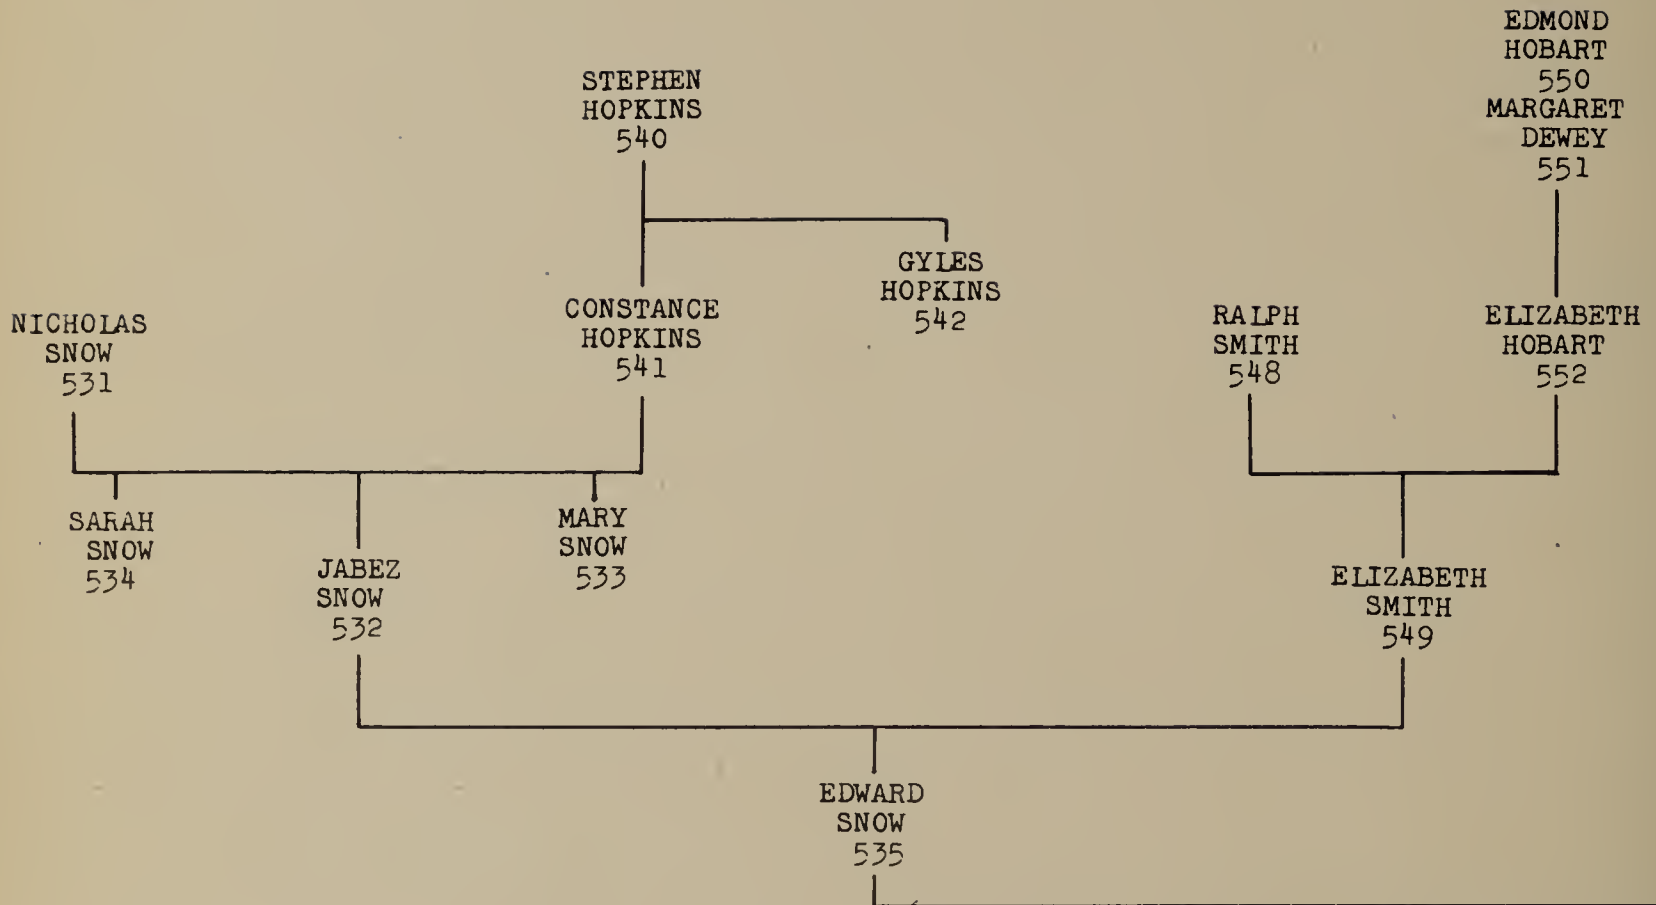 EDMOND
HOBART
550
MARGARET
DEWEY
551
STEPHEN
HOPKINS
540
GYLES
HOPKINS
542
NICHOLAS
SNOW
531
CONSTANCE
HOPKINS
541
RALPH
SMITH
548
ELIZABETH
HOBART
552
SARAH
SNOW
534
JABEZ
SNOW
532
MARY
SNOW
533
ELIZABETH
SMITH
549
EDWARD
SNOW
535